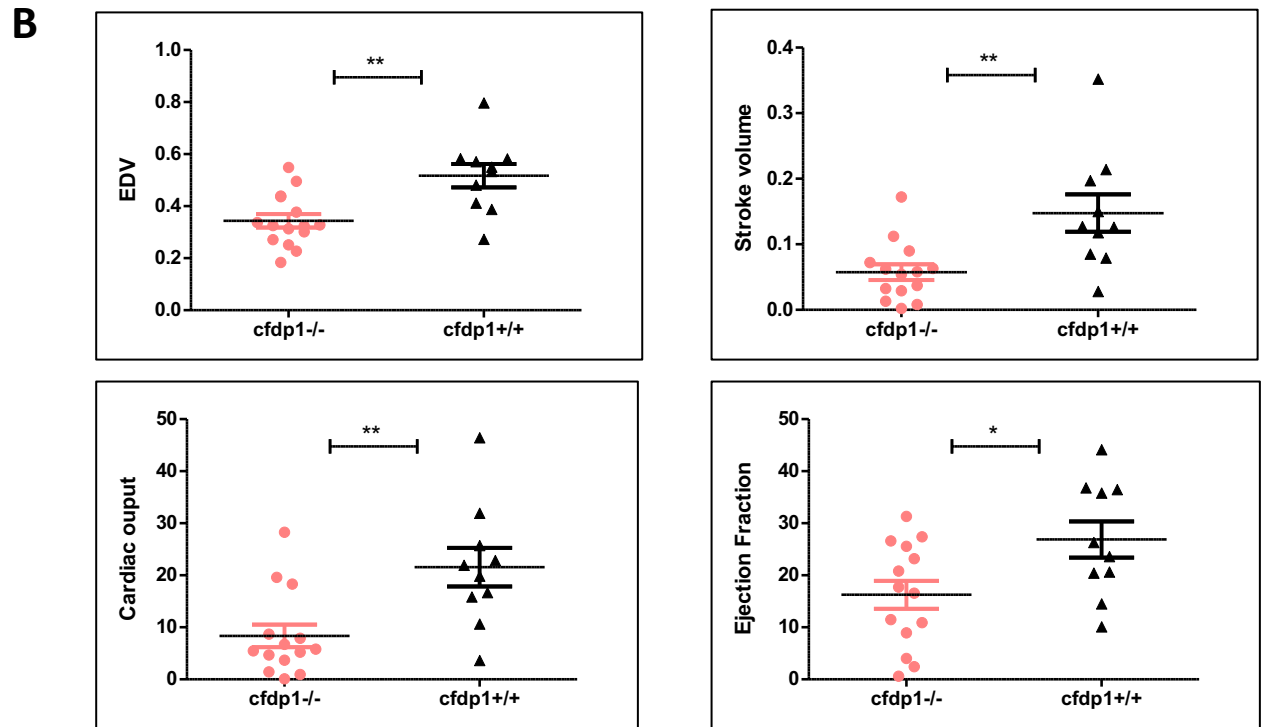 B
EDV
1.0
0.8
0.6
0.4
0.2
0.0
**
cfdp1-/-
cfdp1+/+
Stroke volume
0.4
0.3
0.2
0.1
0.0
**
cfdp1-/-
cfdp1+/+
Cardiac ouput
50
40
30
20
10
0
**
cfdp1-/-
cfdp1+/+
Ejection Fraction
50
40
30
20
10
0
*
cfdp1-/-
cfdp1+/+